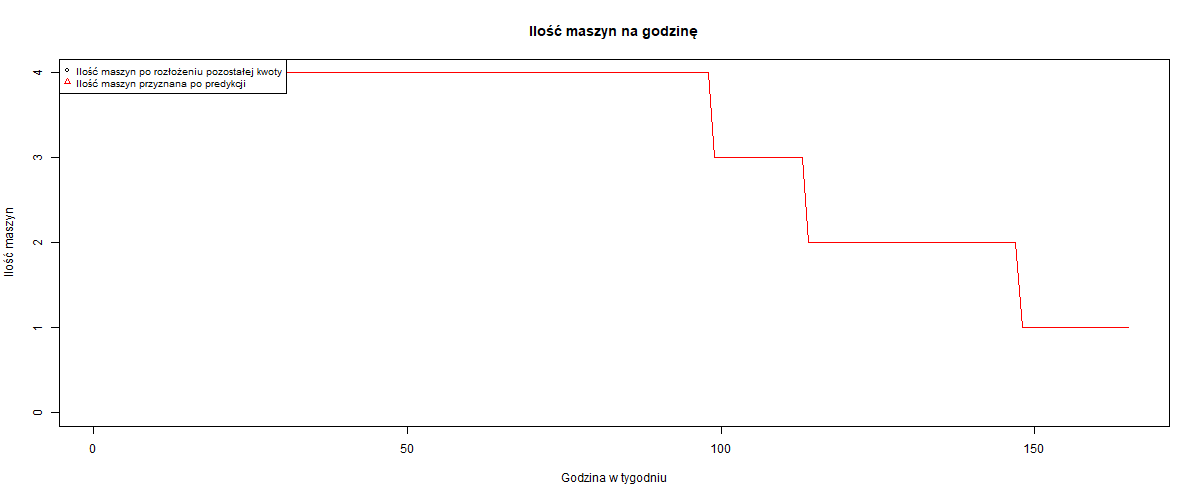 Ilość maszyn na godzinę
Ilość maszyn po rozłożeniu pozostałej kwoty
Ilość maszyn przyznana po predykcji
Ilość maszyn
4
3
2
1
0
0 50 100 150
Godzina w tygodniu